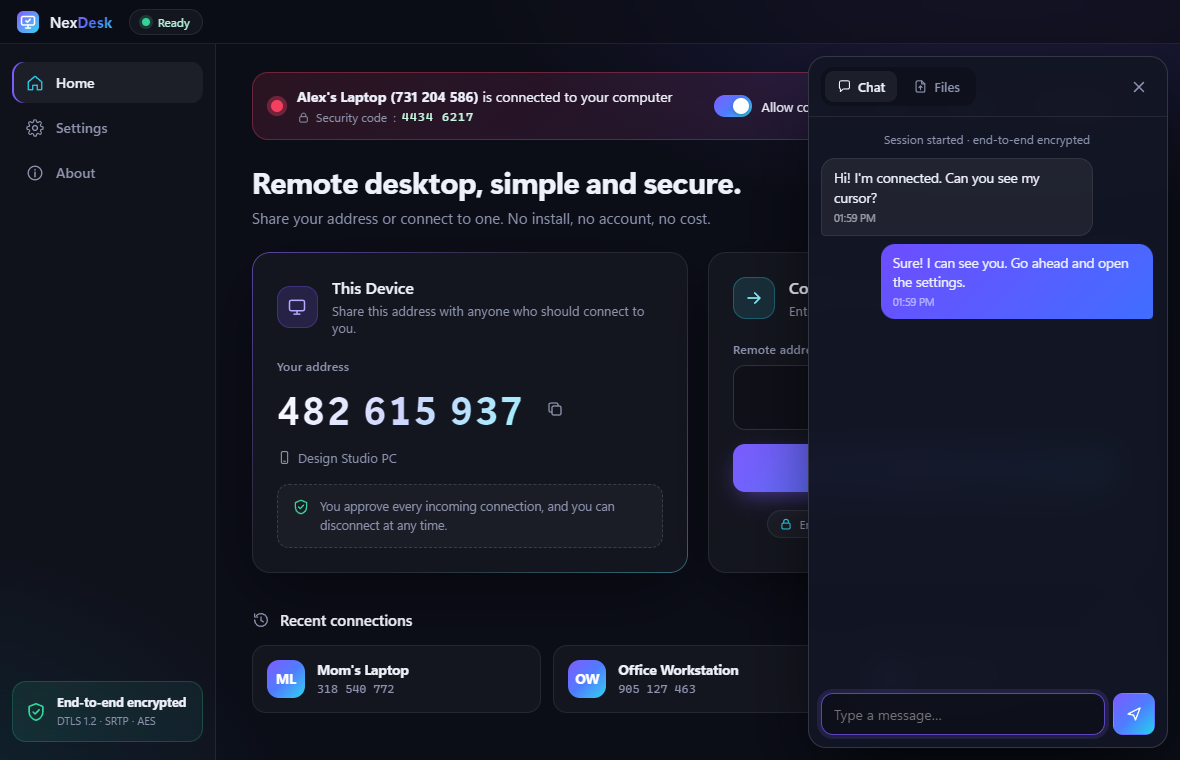 NexDesk
Ready
Home
Settings
About
End-to-end encrypted
DTLS 1.2 · SRTP · AES
Alex's Laptop (731 204 586) is connected to your computer
Security code : 4434 6217
Allow
Remote desktop, simple and secure.
Share your address or connect to one. No install, no account, no cost.
This Device
Share this address with anyone who should connect to
you.
Your address
482 615 937
Design Studio PC
You approve every incoming connection, and you can
disconnect at any time.
Remote
Recent connections
ML
Mom's Laptop
318 540 772
OW
Office Workstation
905 127 463
Chat
Files
Session started · end-to-end encrypted
Hi! I'm connected. Can you see my
cursor?
01:59 PM
Sure! I can see you. Go ahead and open
the settings.
01:59 PM
Type a message...